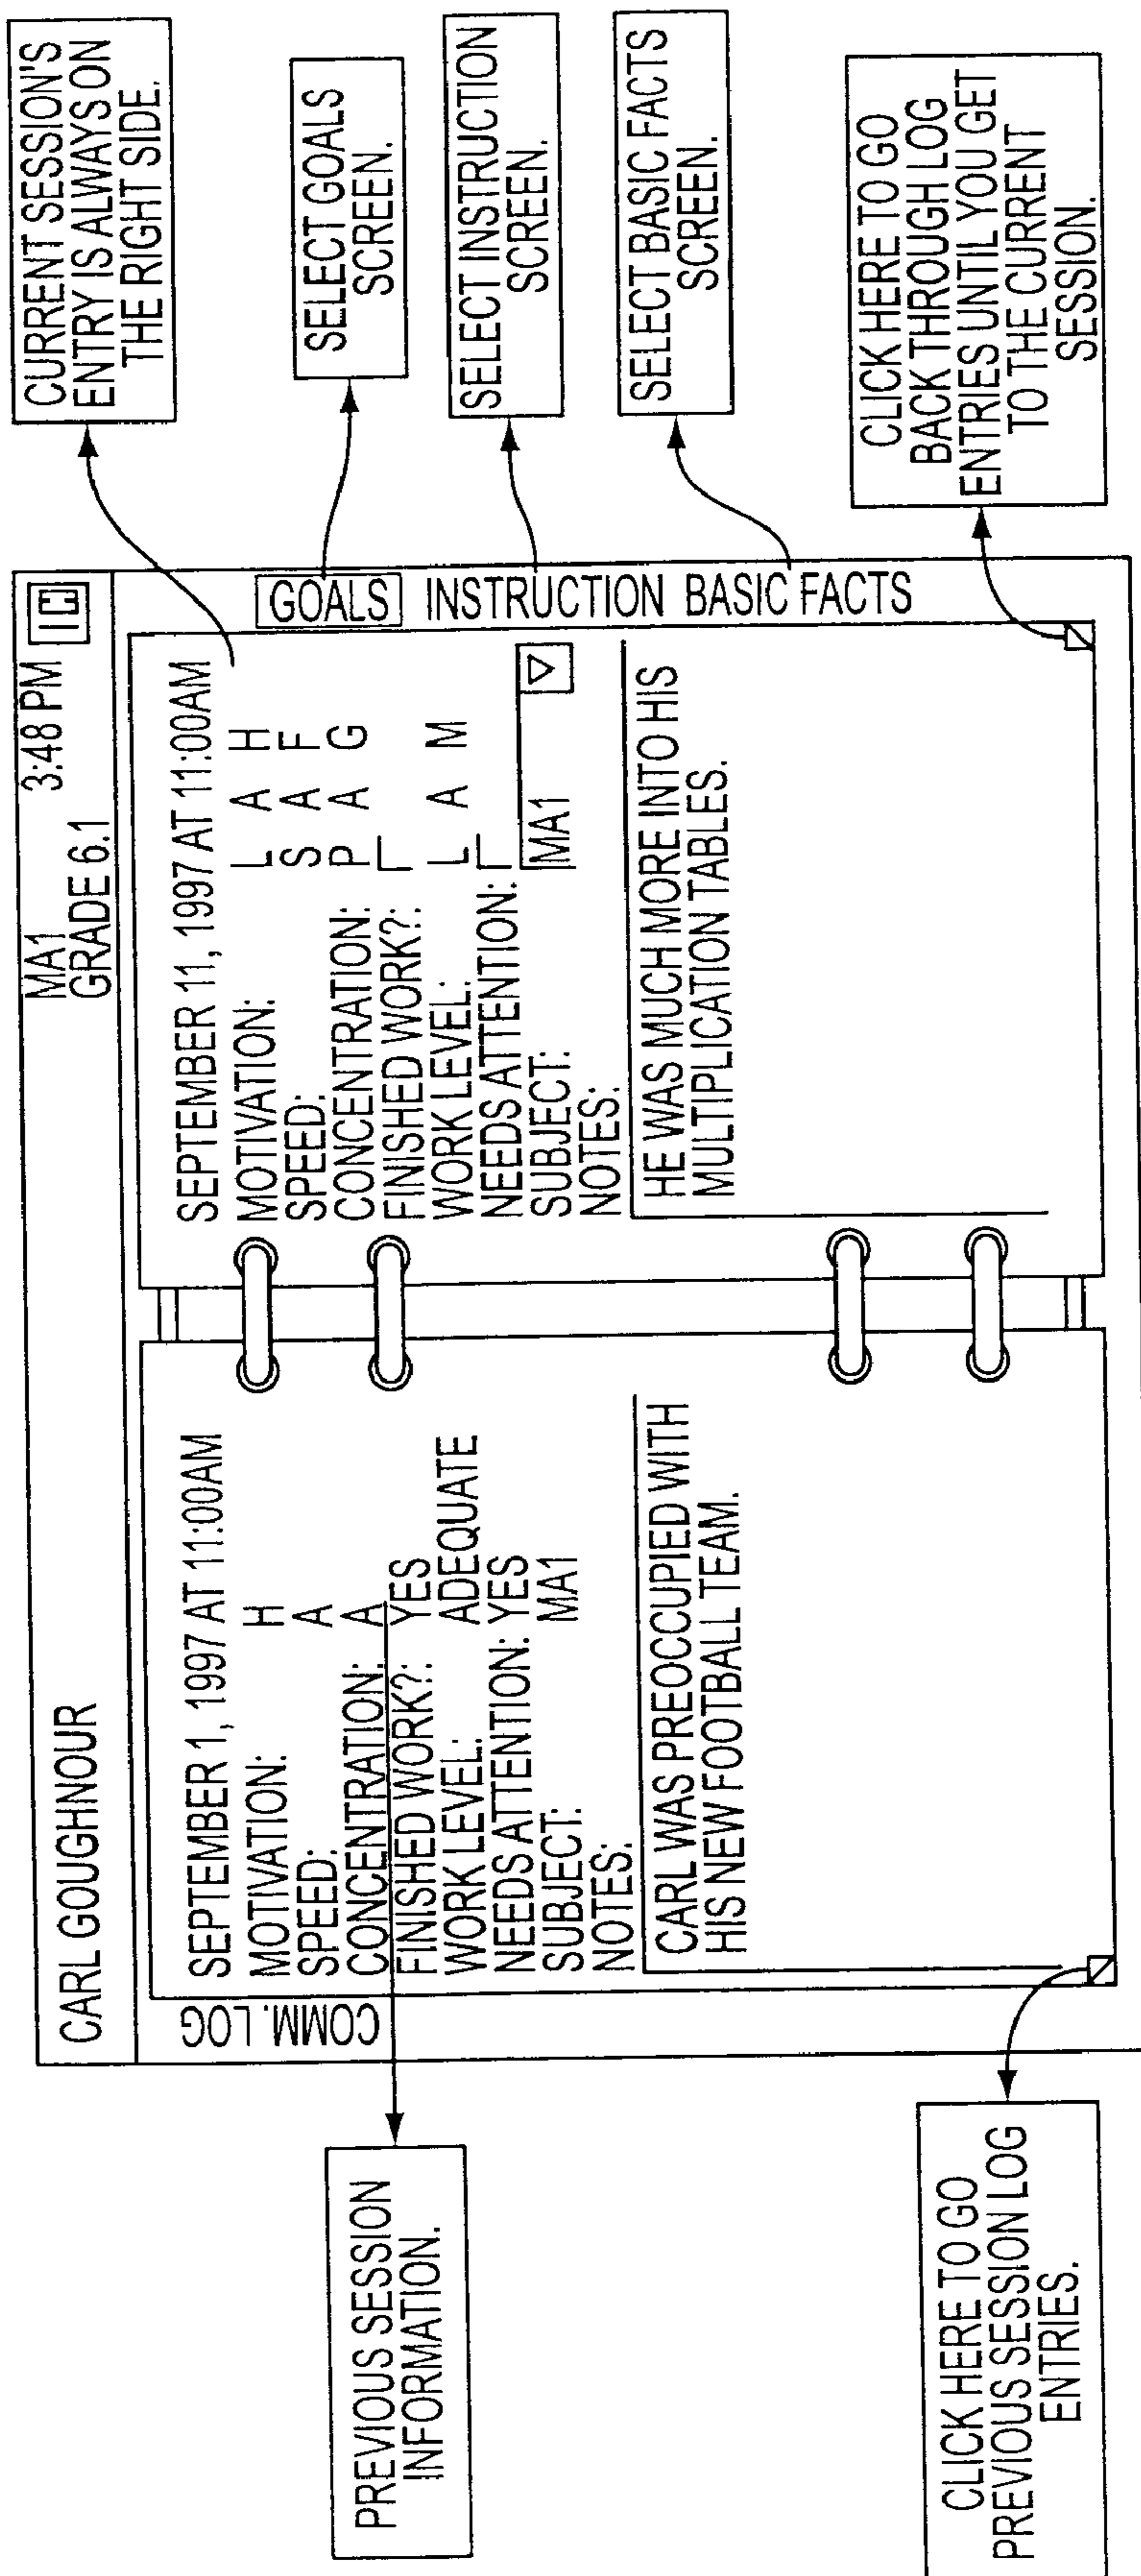 CARL GOUGHNOUR
MA1 3:48 PM
GRADE 6.1
COMM. LOG
SEPTEMBER 1, 1997 AT 11:00AM
MOTIVATION: H
SPEED: A
CONCENTRATION: A
FINISHED WORK?: YES
WORK LEVEL: ADEQUATE
NEEDS ATTENTION: YES
SUBJECT: MA1
NOTES:
CARL WAS PREOCCUPIED WITH
HIS NEW FOOTBALL TEAM.
SEPTEMBER 11, 1997 AT 11:00AM
MOTIVATION: L A H
SPEED: S A F
CONCENTRATION: P A G
FINISHED WORK?:
WORK LEVEL: L A M
NEEDS ATTENTION:
SUBJECT: MA1
NOTES:
HE WAS MUCH MORE INTO HIS
MULTIPLICATION TABLES.
GOALS INSTRUCTION BASIC FACTS
PREVIOUS SESSION
INFORMATION.
CLICK HERE TO GO
PREVIOUS SESSION LOG
ENTRIES.
CURRENT SESSION'S
ENTRY IS ALWAYS ON
THE RIGHT SIDE.
SELECT GOALS
SCREEN.
SELECT INSTRUCTION
SCREEN.
SELECT BASIC FACTS
SCREEN.
CLICK HERE TO GO
BACK THROUGH LOG
ENTRIES UNTIL YOU GET
TO THE CURRENT
SESSION.